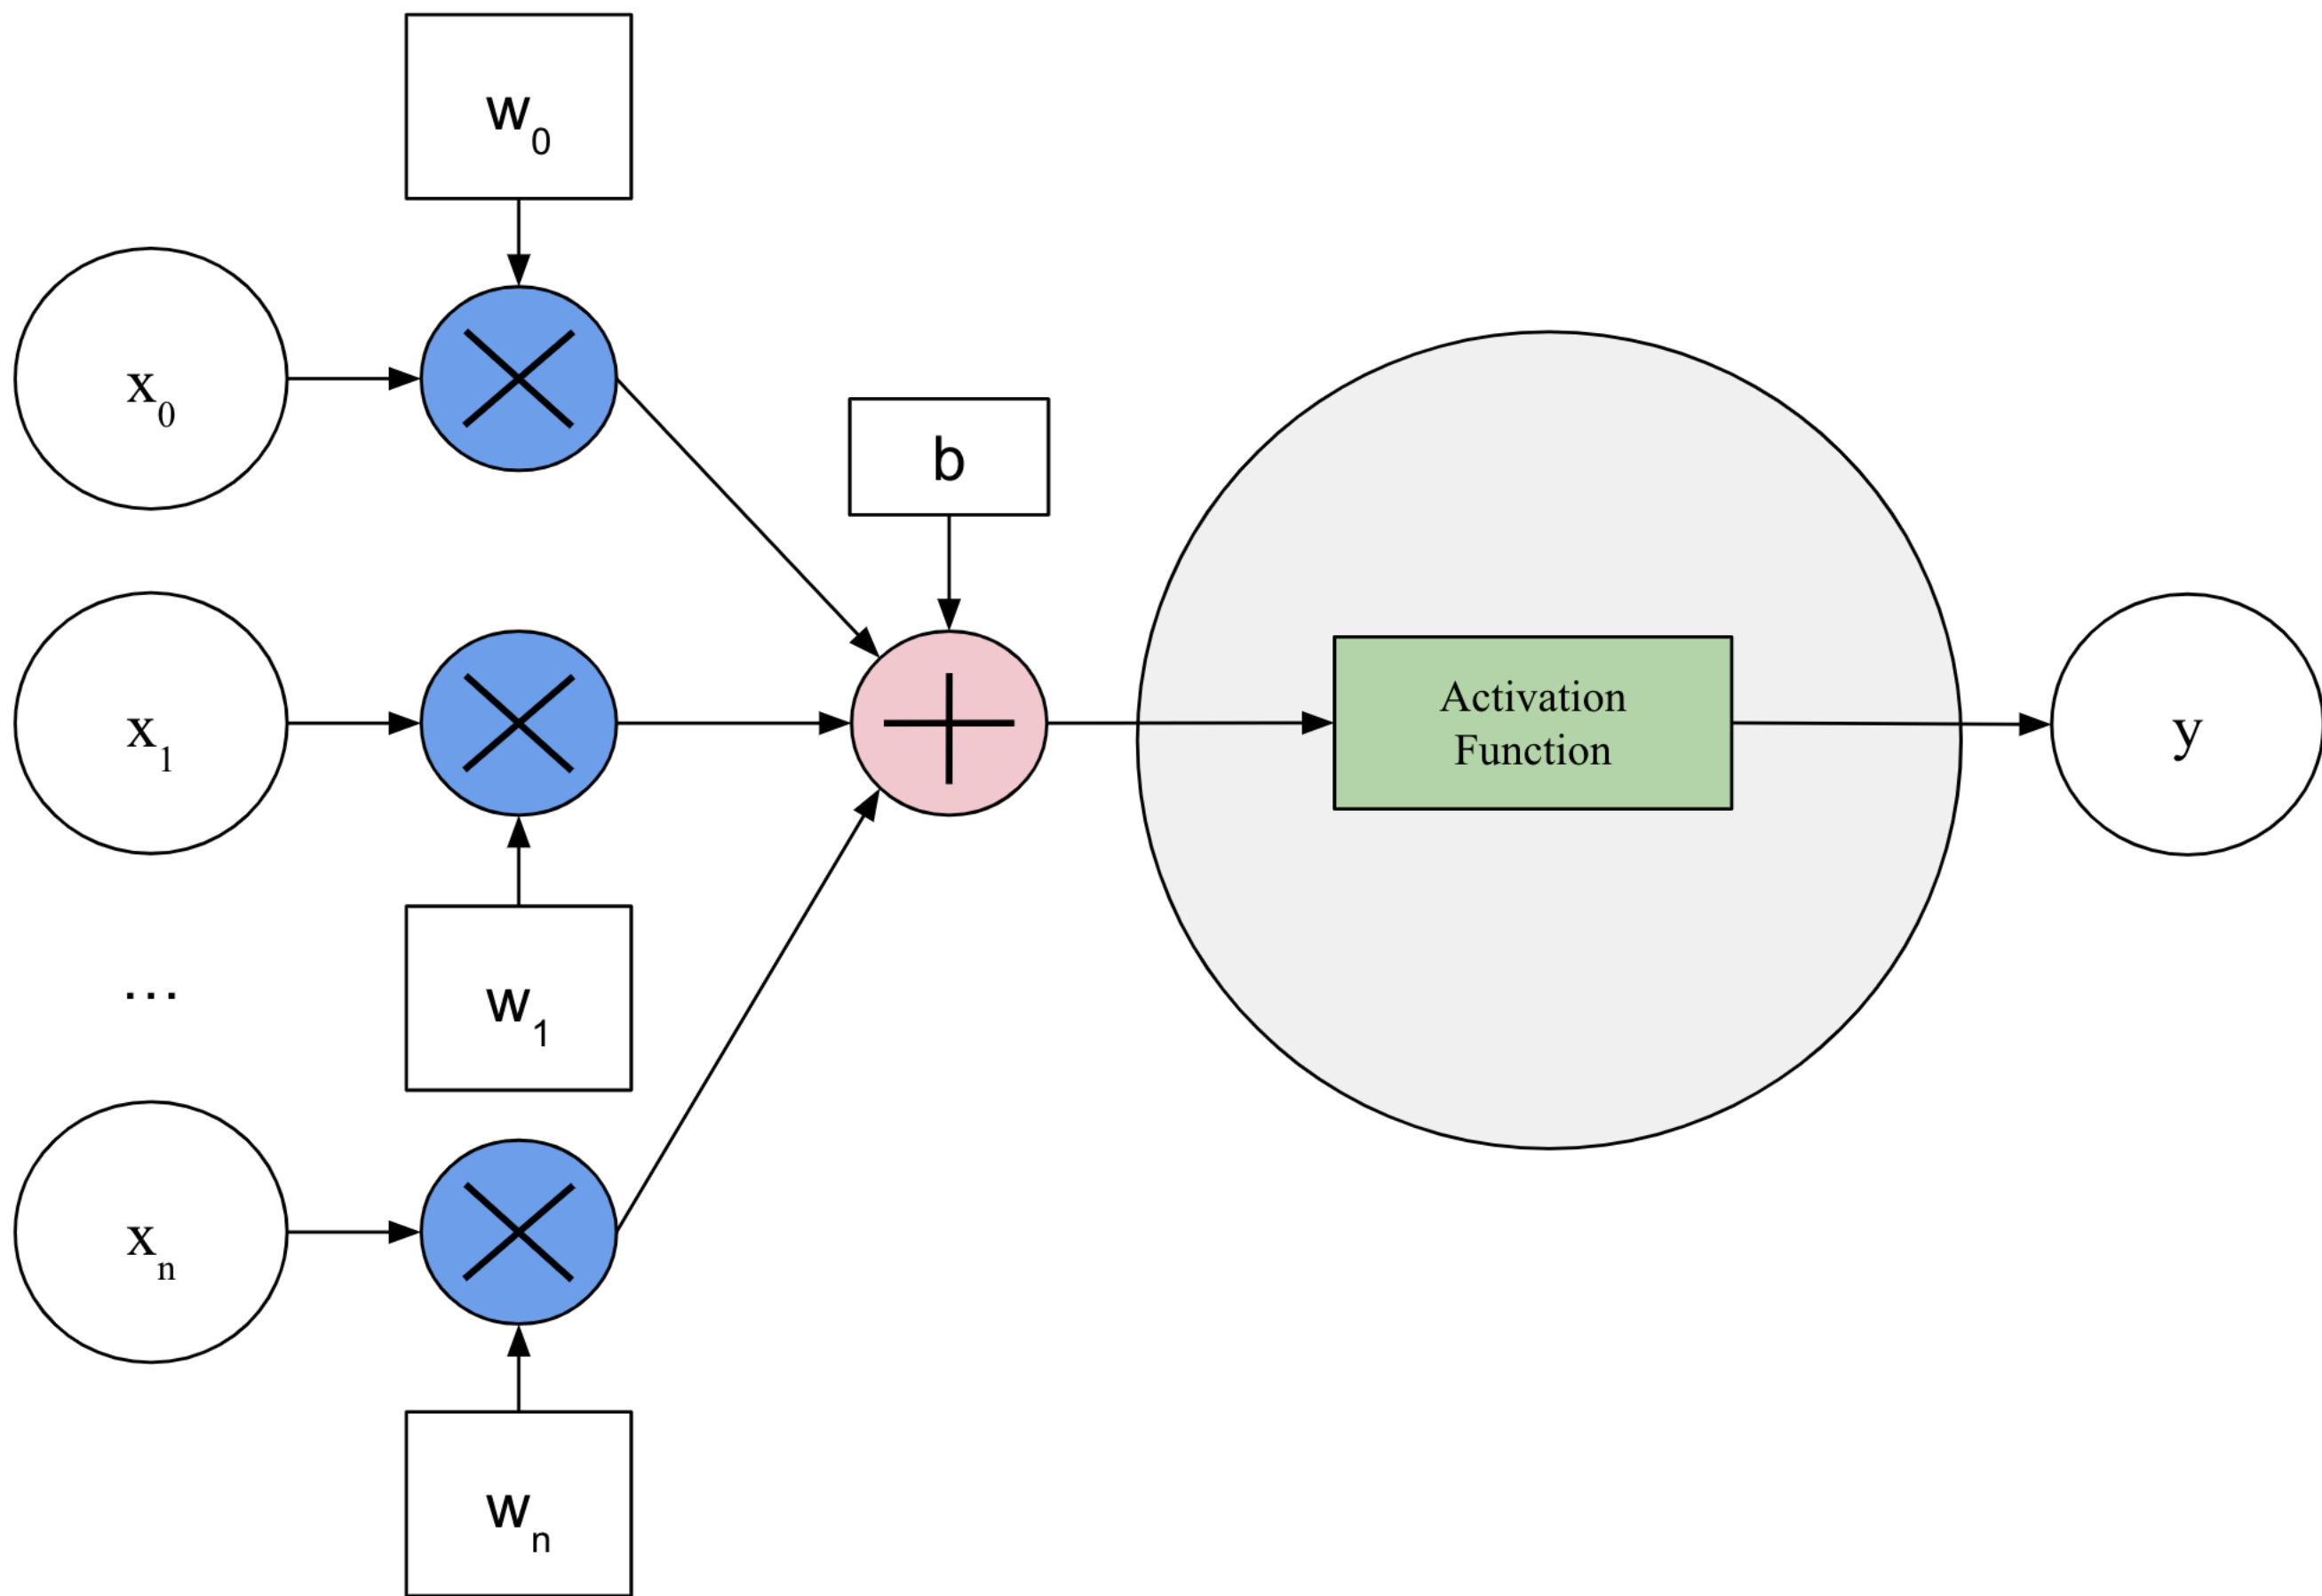 w₀
x₀
b
x₁
Activation
Function
y
...
w₁
xₙ
wₙ